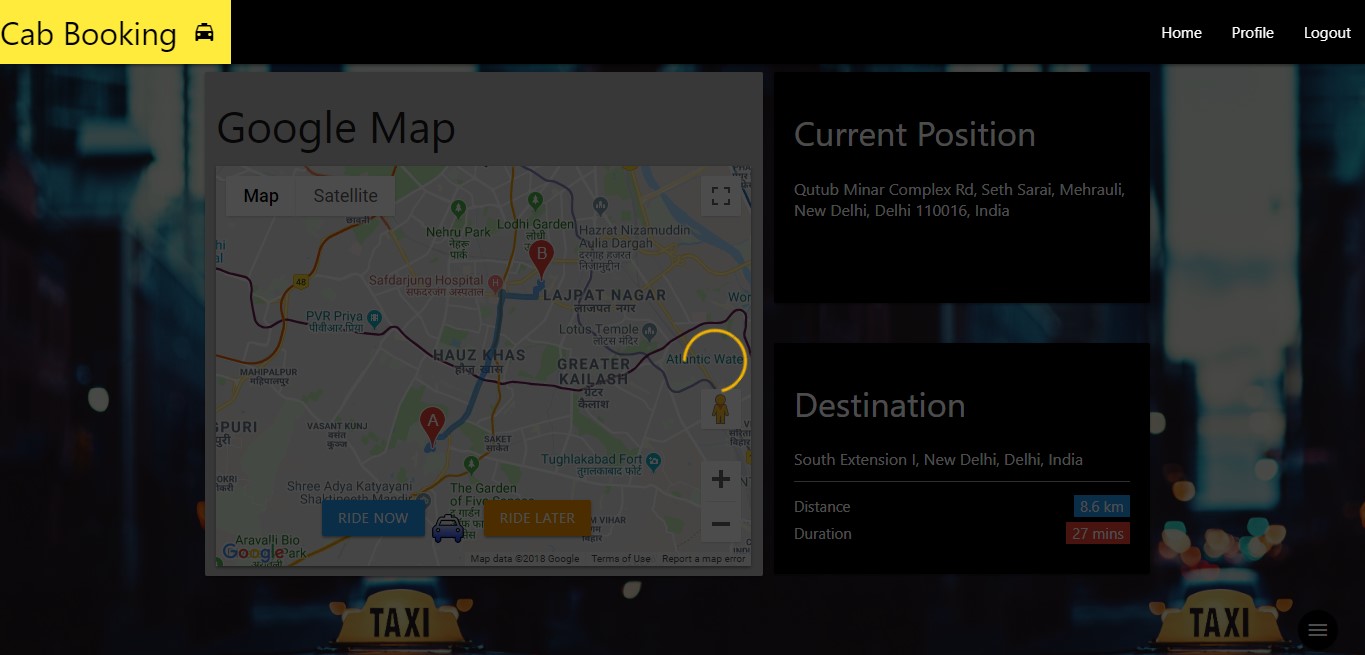 Cab Booking
Home
Profile
Logout
Google Map
Map
Satellite
Nehru Park
नेहरू
पार्क
Lodhi Garden
लोधी
Hazrat Nizamuddin
Aulia Dargah
दरगाह हजरत
निज़ामुद्दीन
B
48
Safdarjung Hospital
सफदरजंग अस्पताल
H
LAJPAT NAGAR
लाजपत नगर
PVR Priya
पीवीआर प्रिया
Lotus Temple
लोटस मंदिर
HAUZ KHAS
हौज़ खास
Atlantic Wate
GREATER
KAILASH
ग्रेटर
कैलाश
MAHIPALPUR
महिपालपुर
A
VASANT KUNJ
वसंत
कुञ्ज
SAKET
साकेत
Tughlakabad Fort
तुग़लकाबाद फोर्ट
Shree Adya Katyayani
Shaktipeeth Mandir
The Garden
of Five Senses
RIDE NOW
RIDE LATER
M VIHAR
Aravalli Bio
Park
Google
Map data ©2018 Google
Terms of Use
Report a map error
Current Position
Qutub Minar Complex Rd, Seth Sarai, Mehrauli,
New Delhi, Delhi 110016, India
Destination
South Extension I, New Delhi, Delhi, India
Distance
8.6 km
Duration
27 mins
TAXI
TAXI